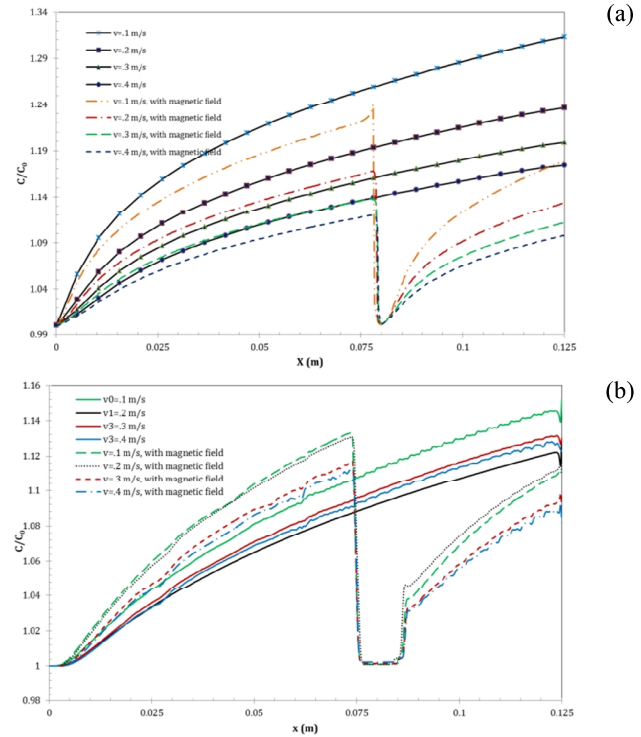 (a)
1.34
1.29
1.24
1.19
1.14
1.09
1.04
0.99
C/C0
v=.1 m/s
v=.2 m/s
v=.3 m/s
v=.4 m/s
v=.1 m/s, with magnetic field
v=.2 m/s, with magnetic field
v=.3 m/s, with magnetic field
v=.4 m/s, with magnetic field
0
0.025
0.05
0.075
0.1
0.125
X (m)
(b)
1.16
1.14
1.12
1.1
1.08
1.06
1.04
1.02
1
0.98
C/C0
v0=.1 m/s
v1=.2 m/s
v3=.3 m/s
v3=.4 m/s
v=.1 m/s, with magnetic field
v=.2 m/s, with magnetic field
v=.3 m/s, with magnetic field
v=.4 m/s, with magnetic field
0
0.025
0.05
0.075
0.1
0.125
x (m)